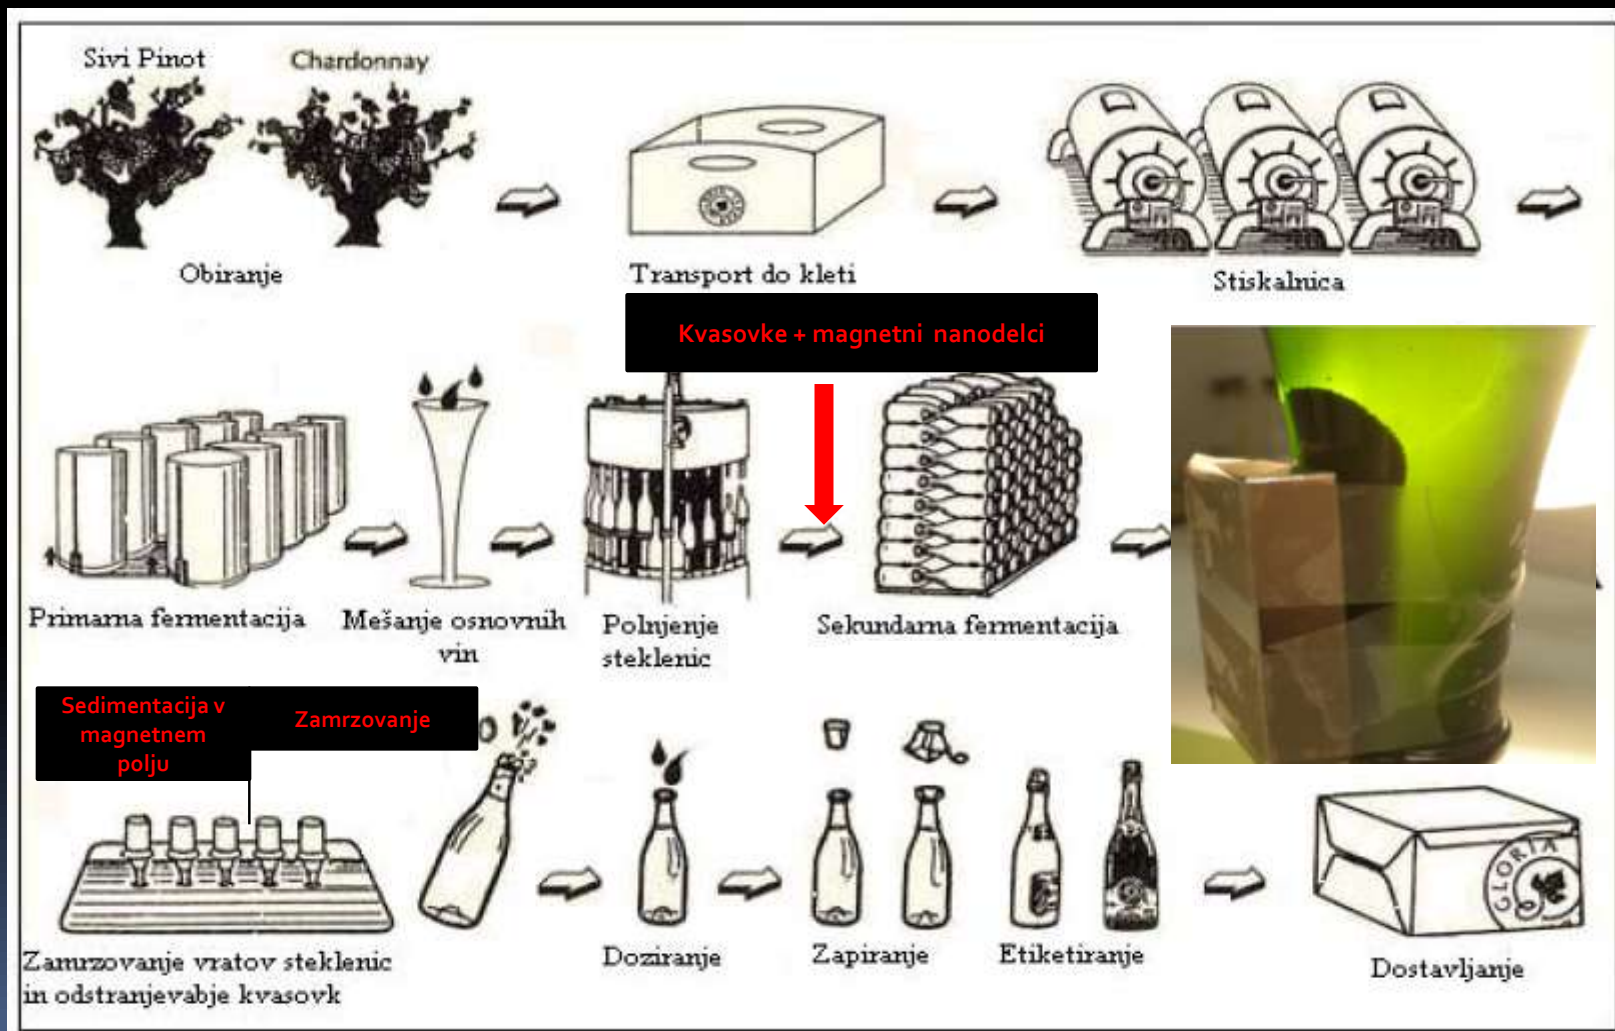 Sivi Pinot
Chardonnay
Obiranje
Transport do kleti
Stiskalnica
Kvasovke + magnetni nanodelci
Primarna fermentacija
Mešanje osnovnih
vin
Polnjenje
steklenic
Sekundarna fermentacija
Sedimentacija v
magnetnem
polju
Zamrzovanje
Zamrzovanje vratov steklenic
in odstranjevabje kvasovk
Doziranje
Zapiranje
Etiketiranje
GLORIA
Dostavljanje